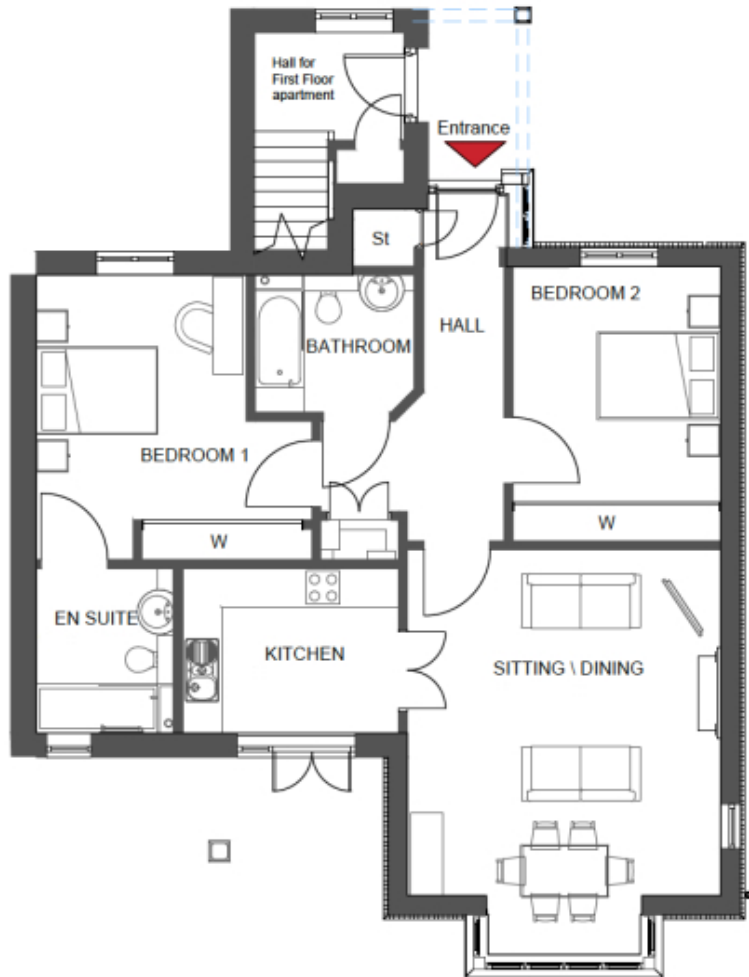 Hall for
First Floor
apartment
Entrance
St
BEDROOM 2
HALL
BATHROOM
BEDROOM 1
W
W
EN SUITE
KITCHEN
SITTING \ DINING